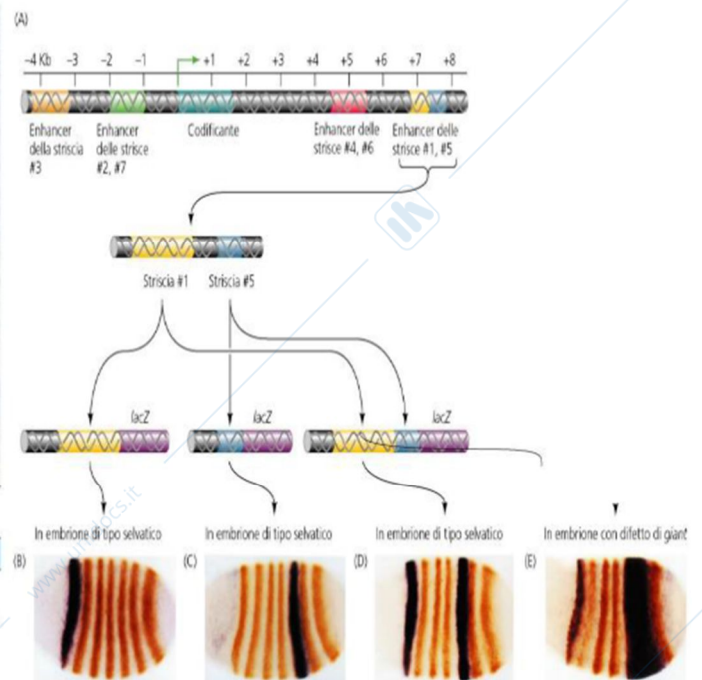 (A)
-4 Kb -3 -2 -1 +1 +2 +3 +4 +5 +6 +7 +8
Enhancer della striscia #3
Enhancer delle strisce #2, #7
Codificante
Enhancer delle strisce #4, #6
Enhancer delle strisce #1, #5
Striscia #1 Striscia #5
lacZ lacZ lacZ
In embrione di tipo selvatico In embrione di tipo selvatico In embrione di tipo selvatico In embrione con difetto di giant
(B) (C) (D) (E)